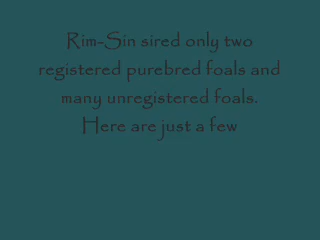 Rim-Sin sired only two
registered purebred foals and
many unregistered foals.
Here are just a few